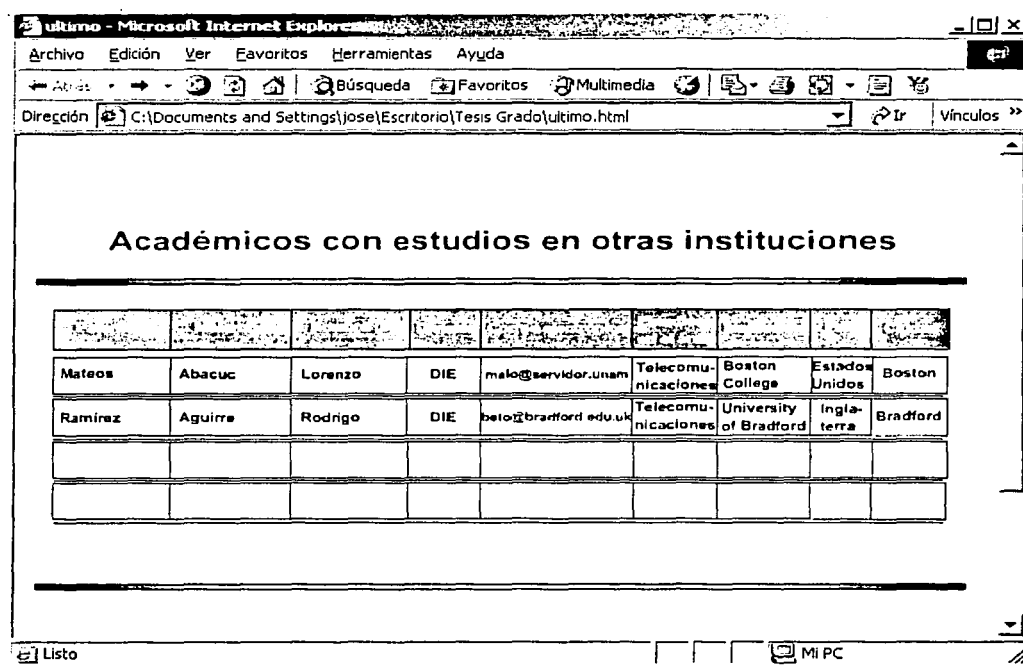 ultimo - Microsoft Internet Explorer
Archivo Edición Ver Favoritos Herramientas Ayuda
Atrás Búsqueda Favoritos Multimedia
Dirección C:\Documents and Settings\jose\Escritorio\Tesis Grado\ultimo.html Ir Vínculos »
Académicos con estudios en otras instituciones
Mateos Abacuc Lorenzo DIE malo@servidor.unam Telecomu- Boston Estados Boston
nicaciones College Unidos
Ramírez Aguirre Rodrigo DIE beto@bradford.edu.uk Telecomu- University Ingla- Bradford
nicaciones of Bradford terra
Listo Mi PC